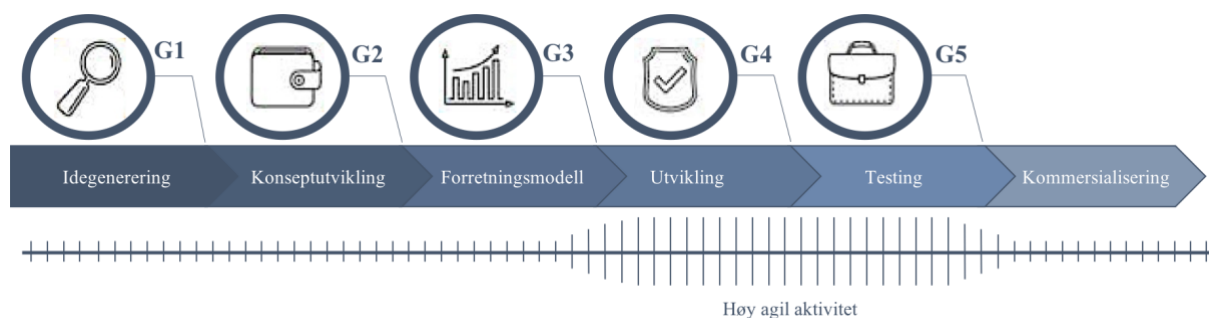 G1
G2
G3
G4
G5
Idegenerering
Konseptutvikling
Forretningsmodell
Utvikling
Testing
Kommersialisering
Høy agil aktivitet